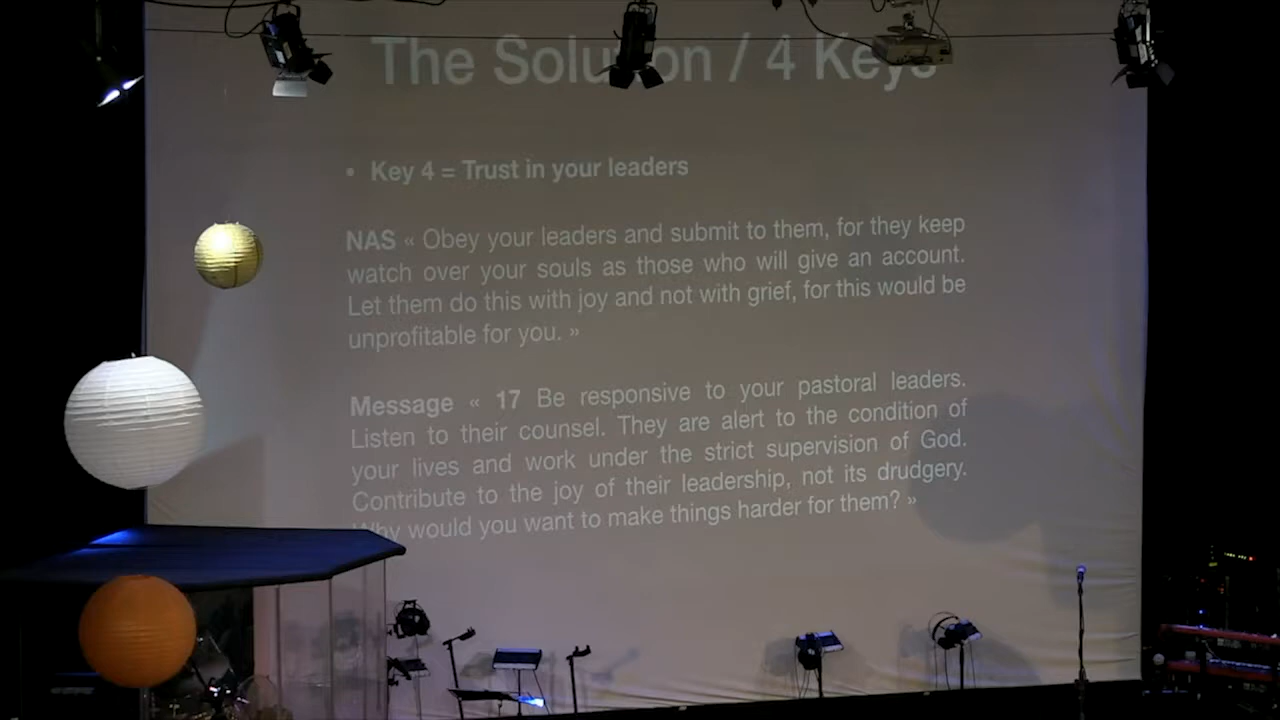 The Solution / 4 Keys
• Key 4 = Trust in your leaders
NAS « Obey your leaders and submit to them, for they keep
watch over your souls as those who will give an account.
Let them do this with joy and not with grief, for this would be
unprofitable for you. »
Message « 17 Be responsive to your pastoral leaders.
Listen to their counsel. They are alert to the condition of
your lives and work under the strict supervision of God.
Contribute to the joy of their leadership, not its drudgery.
Why would you want to make things harder for them? »